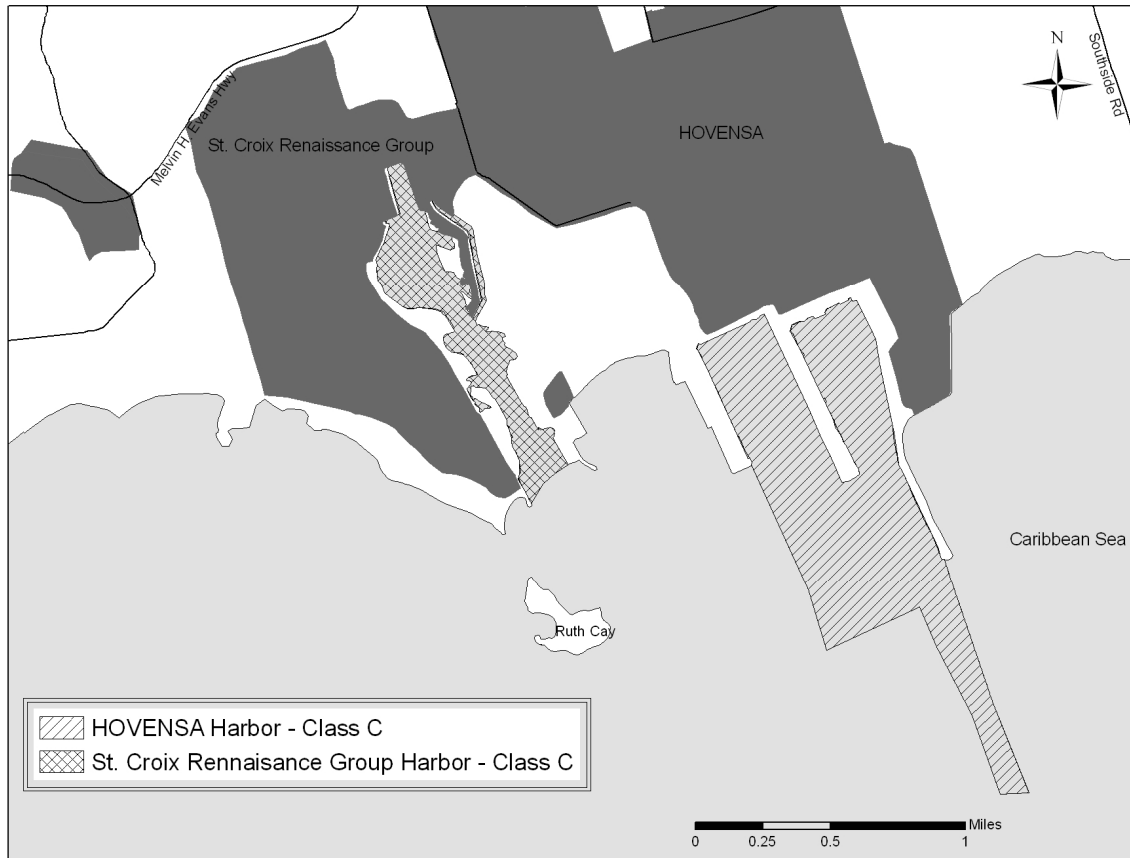 N
Southside Rd
Melvin H. Evans Hwy
St. Croix Renaissance Group
HOVENSA
Caribbean Sea
Ruth Cay
HOVENSA Harbor - Class C
St. Croix Rennaisance Group Harbor - Class C
Miles
0 0.25 0.5 1